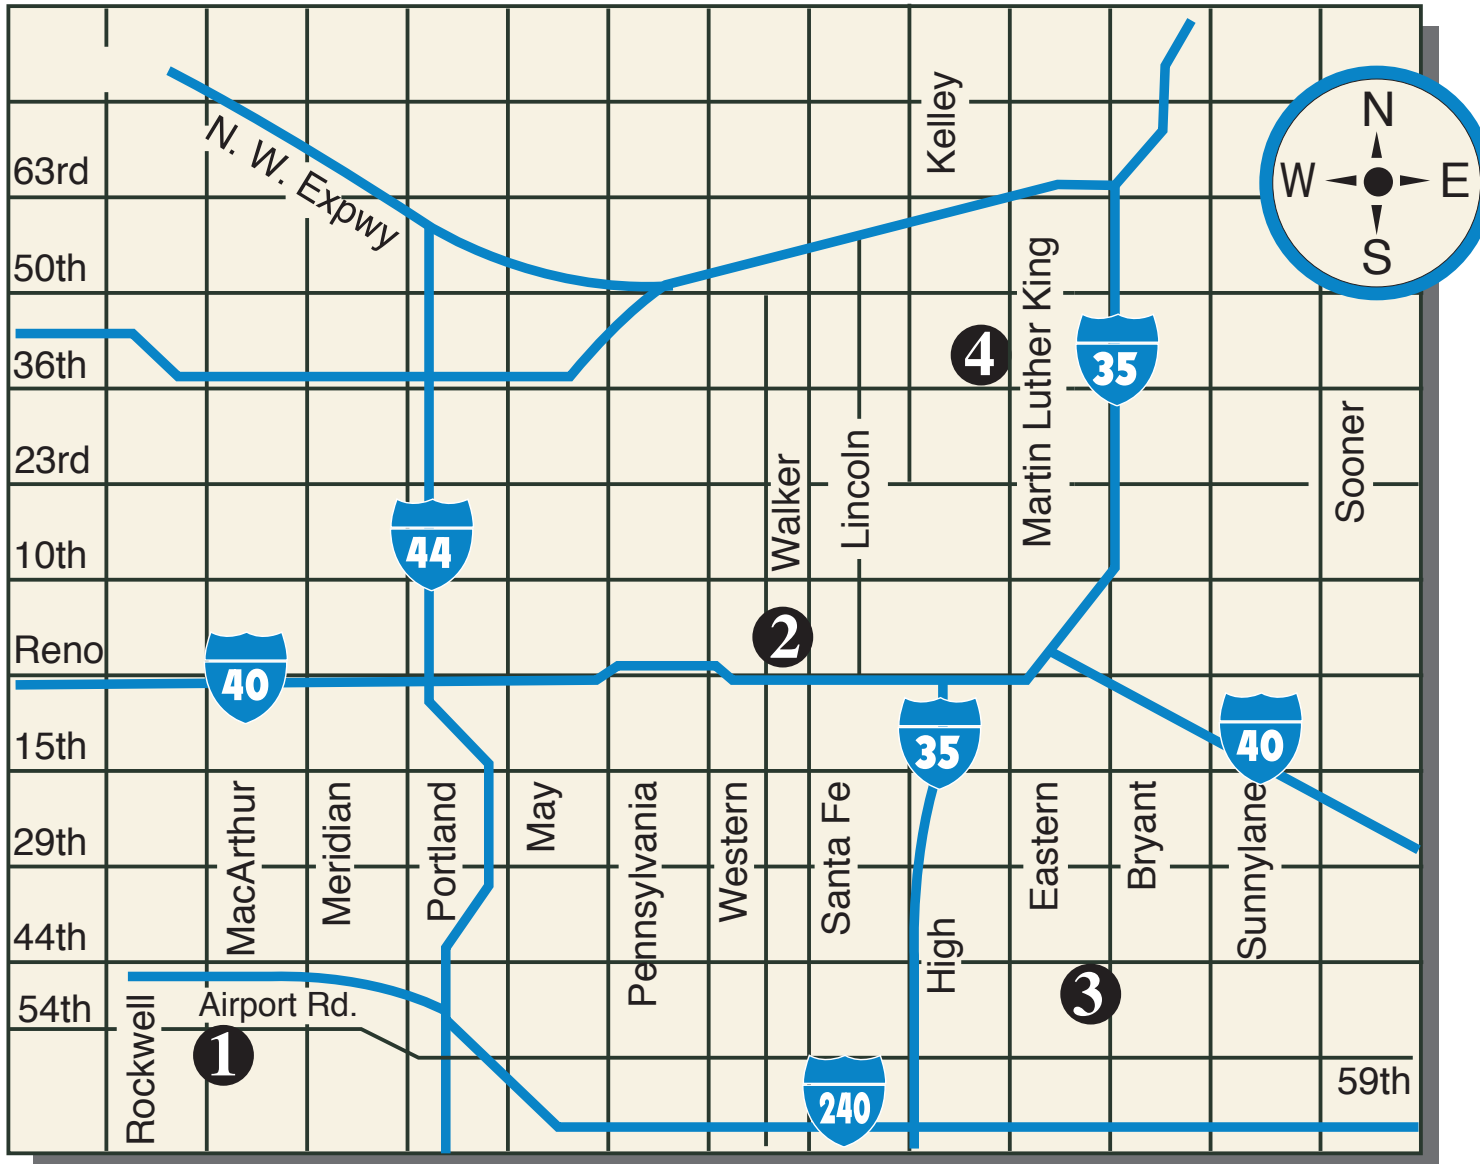 Kelley
N
W E
S
63rd
N. W. Expwy
50th
Martin Luther King
36th
4
35
23rd
Walker
Lincoln
Sooner
44
10th
Reno
2
40
15th
35
40
MacArthur
Meridian
Portland
May
Pennsylvania
Western
Santa Fe
Eastern
Bryant
Sunnylane
29th
44th
High
54th
Airport Rd.
3
Rockwell
1
240
59th